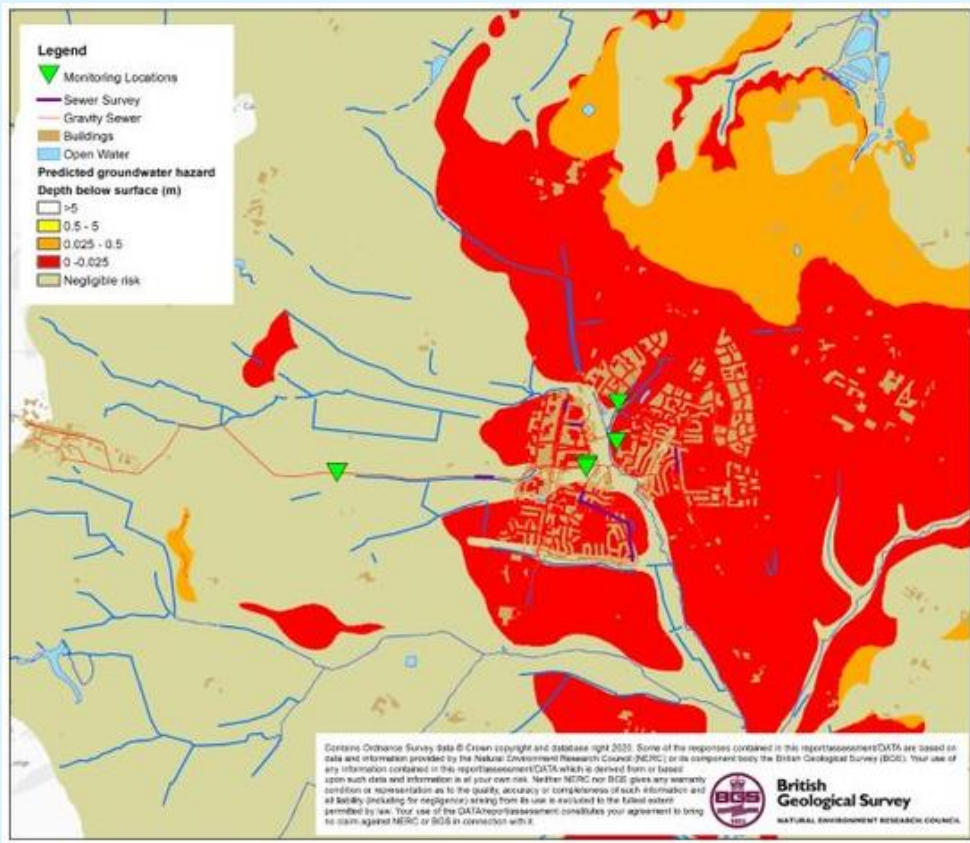 Legend
Monitoring Locations
Sewer Survey
Gravity Sewer
Buildings
Open Water
Predicted groundwater hazard
Depth below surface (m)
>5
0.5 - 5
0.025 - 0.5
0 -0.025
Negligible risk
Contains Ordnance Survey data © Crown copyright and database right 2020. Some of the responses contained in this report/assessment/DATA are based on
data and information provided by the Natural Environment Research Council (NERC) or its component body the British Geological Survey (BGS). Your use of
any information contained in this report/assessment/DATA which is derived from or based
upon such data and information is at your own risk. Neither NERC nor BGS gives any warranty
condition or representation as to the quality, accuracy or completeness of such information and
all liability (including for negligence) arising from its use is excluded to the fullest extent
permitted by law. Your use of the DATA/report/assessment constitutes your agreement to bring
no claim against NERC or BGS in connection with it.
BGS
British
Geological Survey
NATURAL ENVIRONMENT RESEARCH COUNCIL